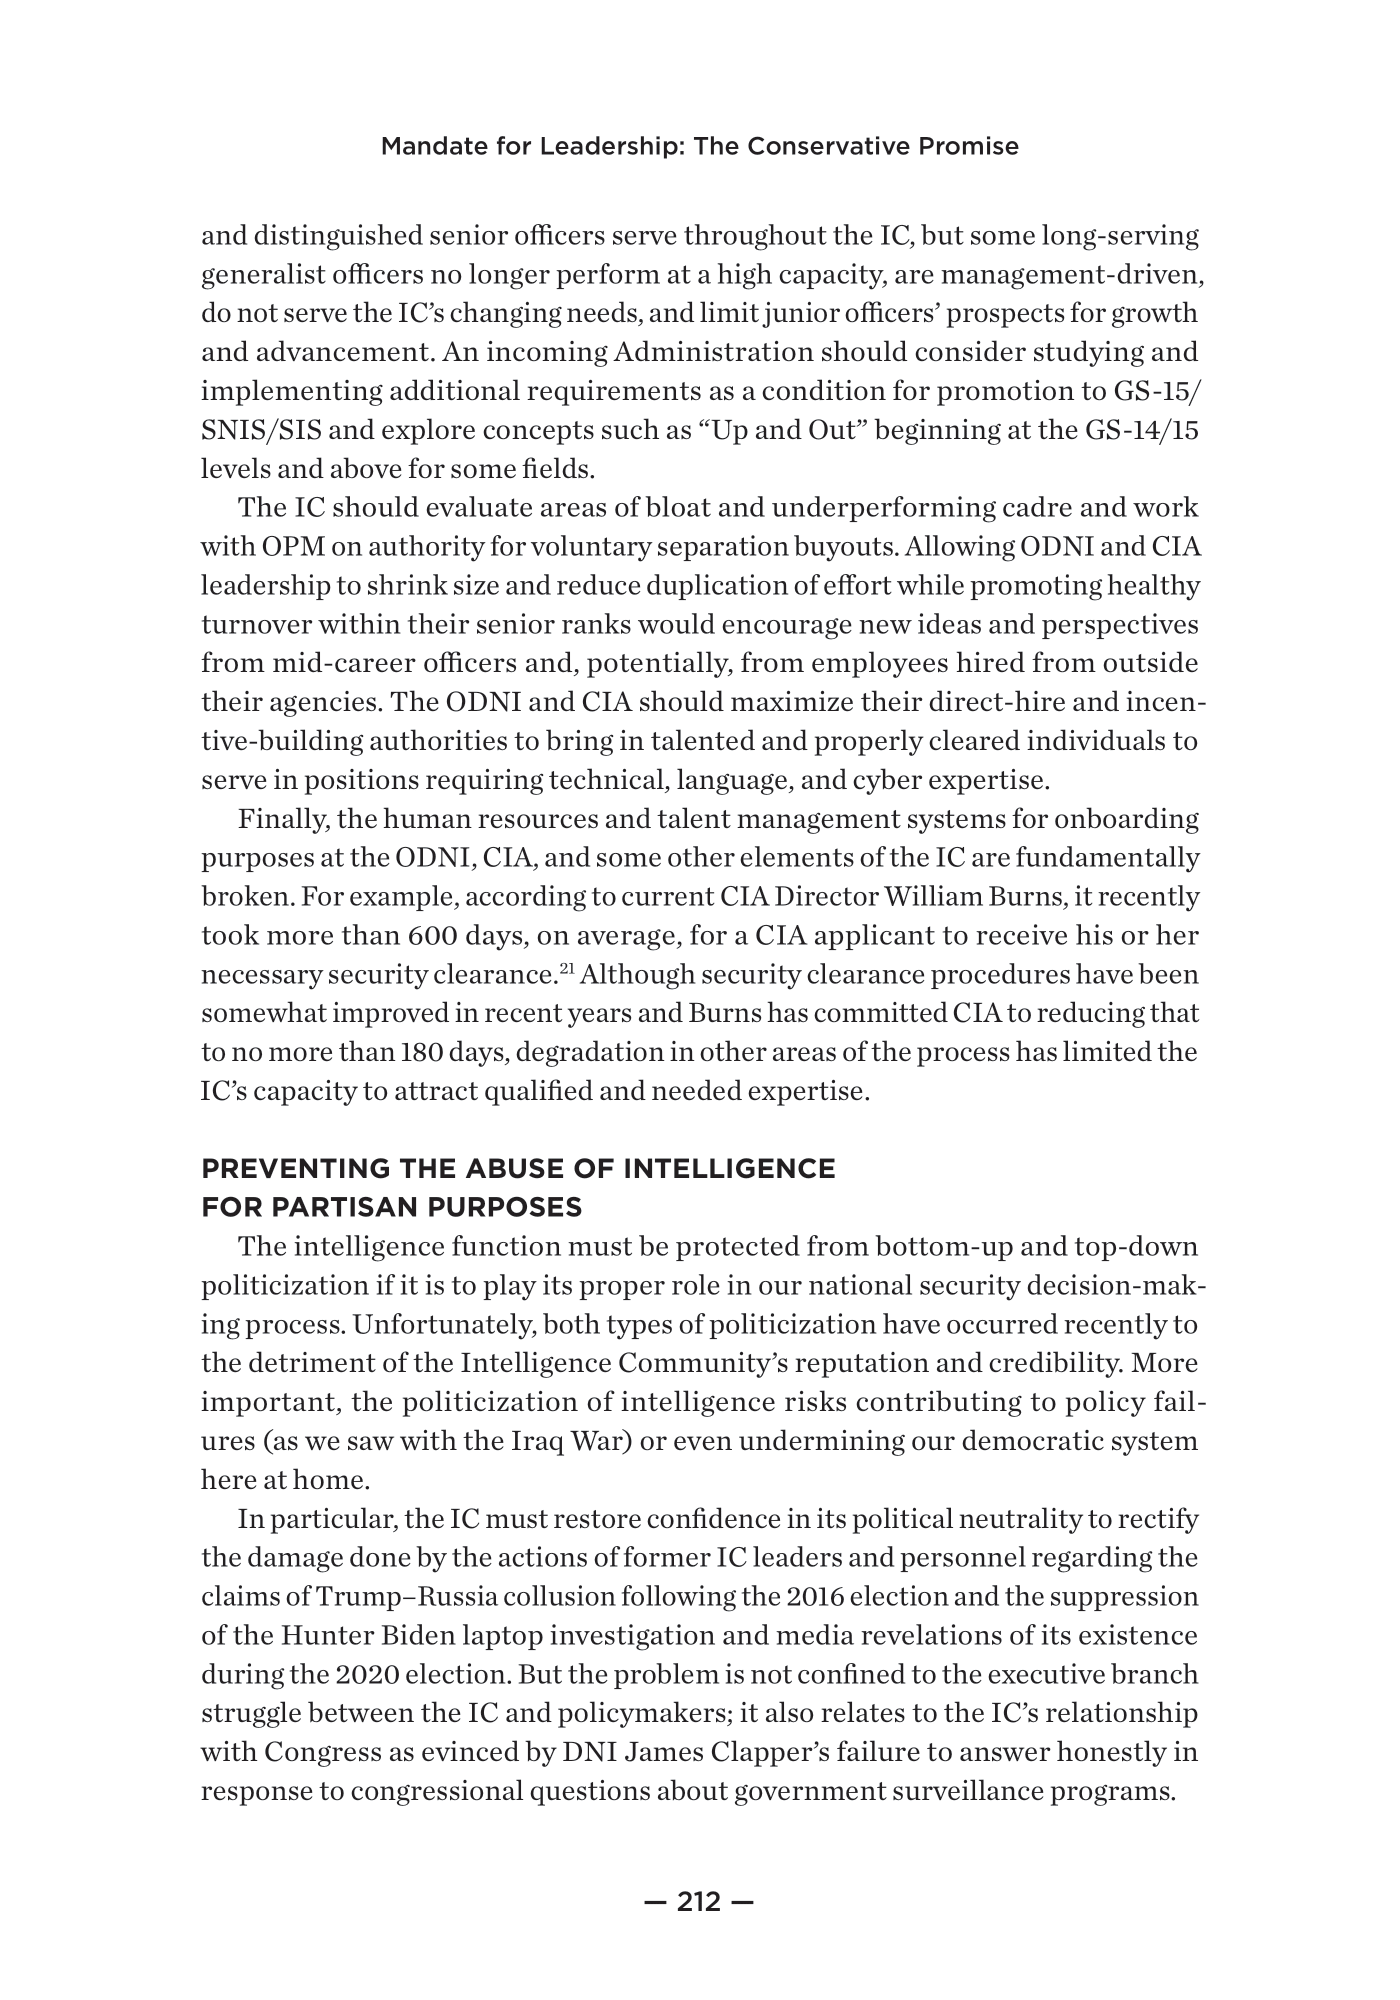 Mandate for Leadership: The Conservative Promise
and distinguished senior officers serve throughout the IC, but some long-serving
generalist officers no longer perform at a high capacity, are management-driven,
do not serve the IC’s changing needs, and limit junior officers’ prospects for growth
and advancement. An incoming Administration should consider studying and
implementing additional requirements as a condition for promotion to GS-15/
SNIS/SIS and explore concepts such as “Up and Out” beginning at the GS-14/15
levels and above for some fields.
The IC should evaluate areas of bloat and underperforming cadre and work
with OPM on authority for voluntary separation buyouts. Allowing ODNI and CIA
leadership to shrink size and reduce duplication of effort while promoting healthy
turnover within their senior ranks would encourage new ideas and perspectives
from mid-career officers and, potentially, from employees hired from outside
their agencies. The ODNI and CIA should maximize their direct-hire and incen-
tive-building authorities to bring in talented and properly cleared individuals to
serve in positions requiring technical, language, and cyber expertise.
Finally, the human resources and talent management systems for onboarding
purposes at the ODNI, CIA, and some other elements of the IC are fundamentally
broken. For example, according to current CIA Director William Burns, it recently
took more than 600 days, on average, for a CIA applicant to receive his or her
necessary security clearance.21 Although security clearance procedures have been
somewhat improved in recent years and Burns has committed CIA to reducing that
to no more than 180 days, degradation in other areas of the process has limited the
IC’s capacity to attract qualified and needed expertise.
PREVENTING THE ABUSE OF INTELLIGENCE
FOR PARTISAN PURPOSES
The intelligence function must be protected from bottom-up and top-down
politicization if it is to play its proper role in our national security decision-mak-
ing process. Unfortunately, both types of politicization have occurred recently to
the detriment of the Intelligence Community’s reputation and credibility. More
important, the politicization of intelligence risks contributing to policy fail-
ures (as we saw with the Iraq War) or even undermining our democratic system
here at home.
In particular, the IC must restore confidence in its political neutrality to rectify
the damage done by the actions of former IC leaders and personnel regarding the
claims of Trump–Russia collusion following the 2016 election and the suppression
of the Hunter Biden laptop investigation and media revelations of its existence
during the 2020 election. But the problem is not confined to the executive branch
struggle between the IC and policymakers; it also relates to the IC’s relationship
with Congress as evinced by DNI James Clapper’s failure to answer honestly in
response to congressional questions about government surveillance programs.
— 212 —